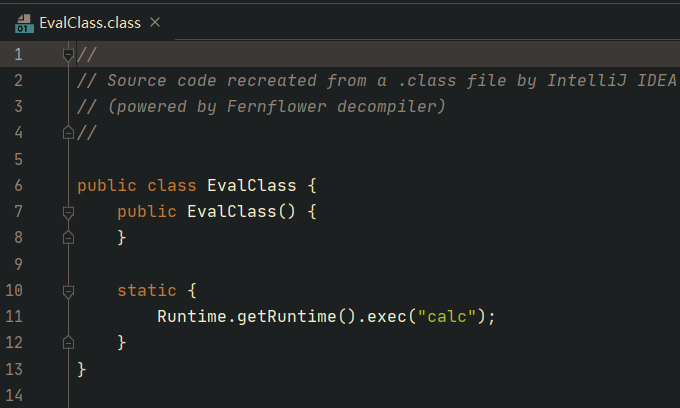 01 EvalClass.class ×
1 //
2 // Source code recreated from a .class file by IntelliJ IDEA
3 // (powered by Fernflower decompiler)
4 //
5
6 public class EvalClass {
7     public EvalClass() {
8     }
9
10     static {
11         Runtime.getRuntime().exec("calc");
12     }
13 }
14